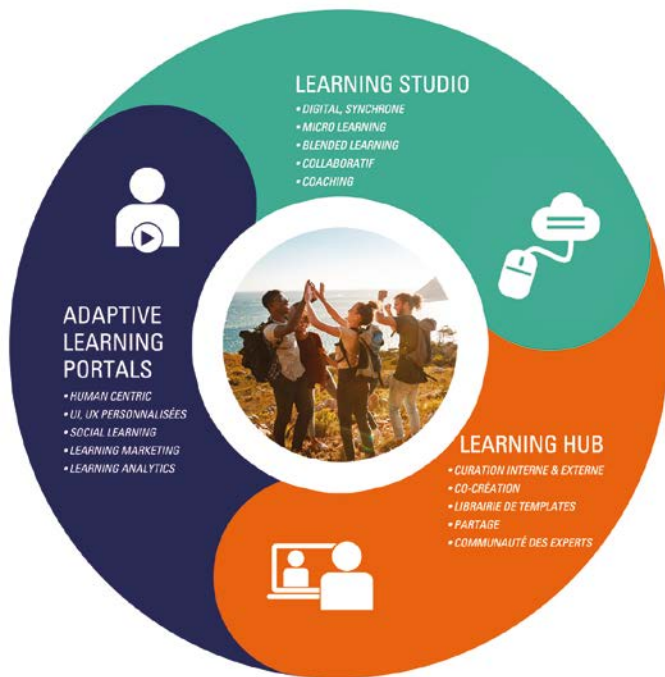 LEARNING STUDIO
• DIGITAL, SYNCHRONE
• MICRO LEARNING
• BLENDED LEARNING
• COLLABORATIF
• COACHING
ADAPTIVE
LEARNING
PORTALS
• HUMAN CENTRIC
• UI, UX PERSONNALISÉES
• SOCIAL LEARNING
• LEARNING MARKETING
• LEARNING ANALYTICS
LEARNING HUB
• CURATION INTERNE & EXTERNE
• CO-CRÉATION
• LIBRAIRIE DE TEMPLATES
• PARTAGE
• COMMUNAUTÉ DES EXPERTS